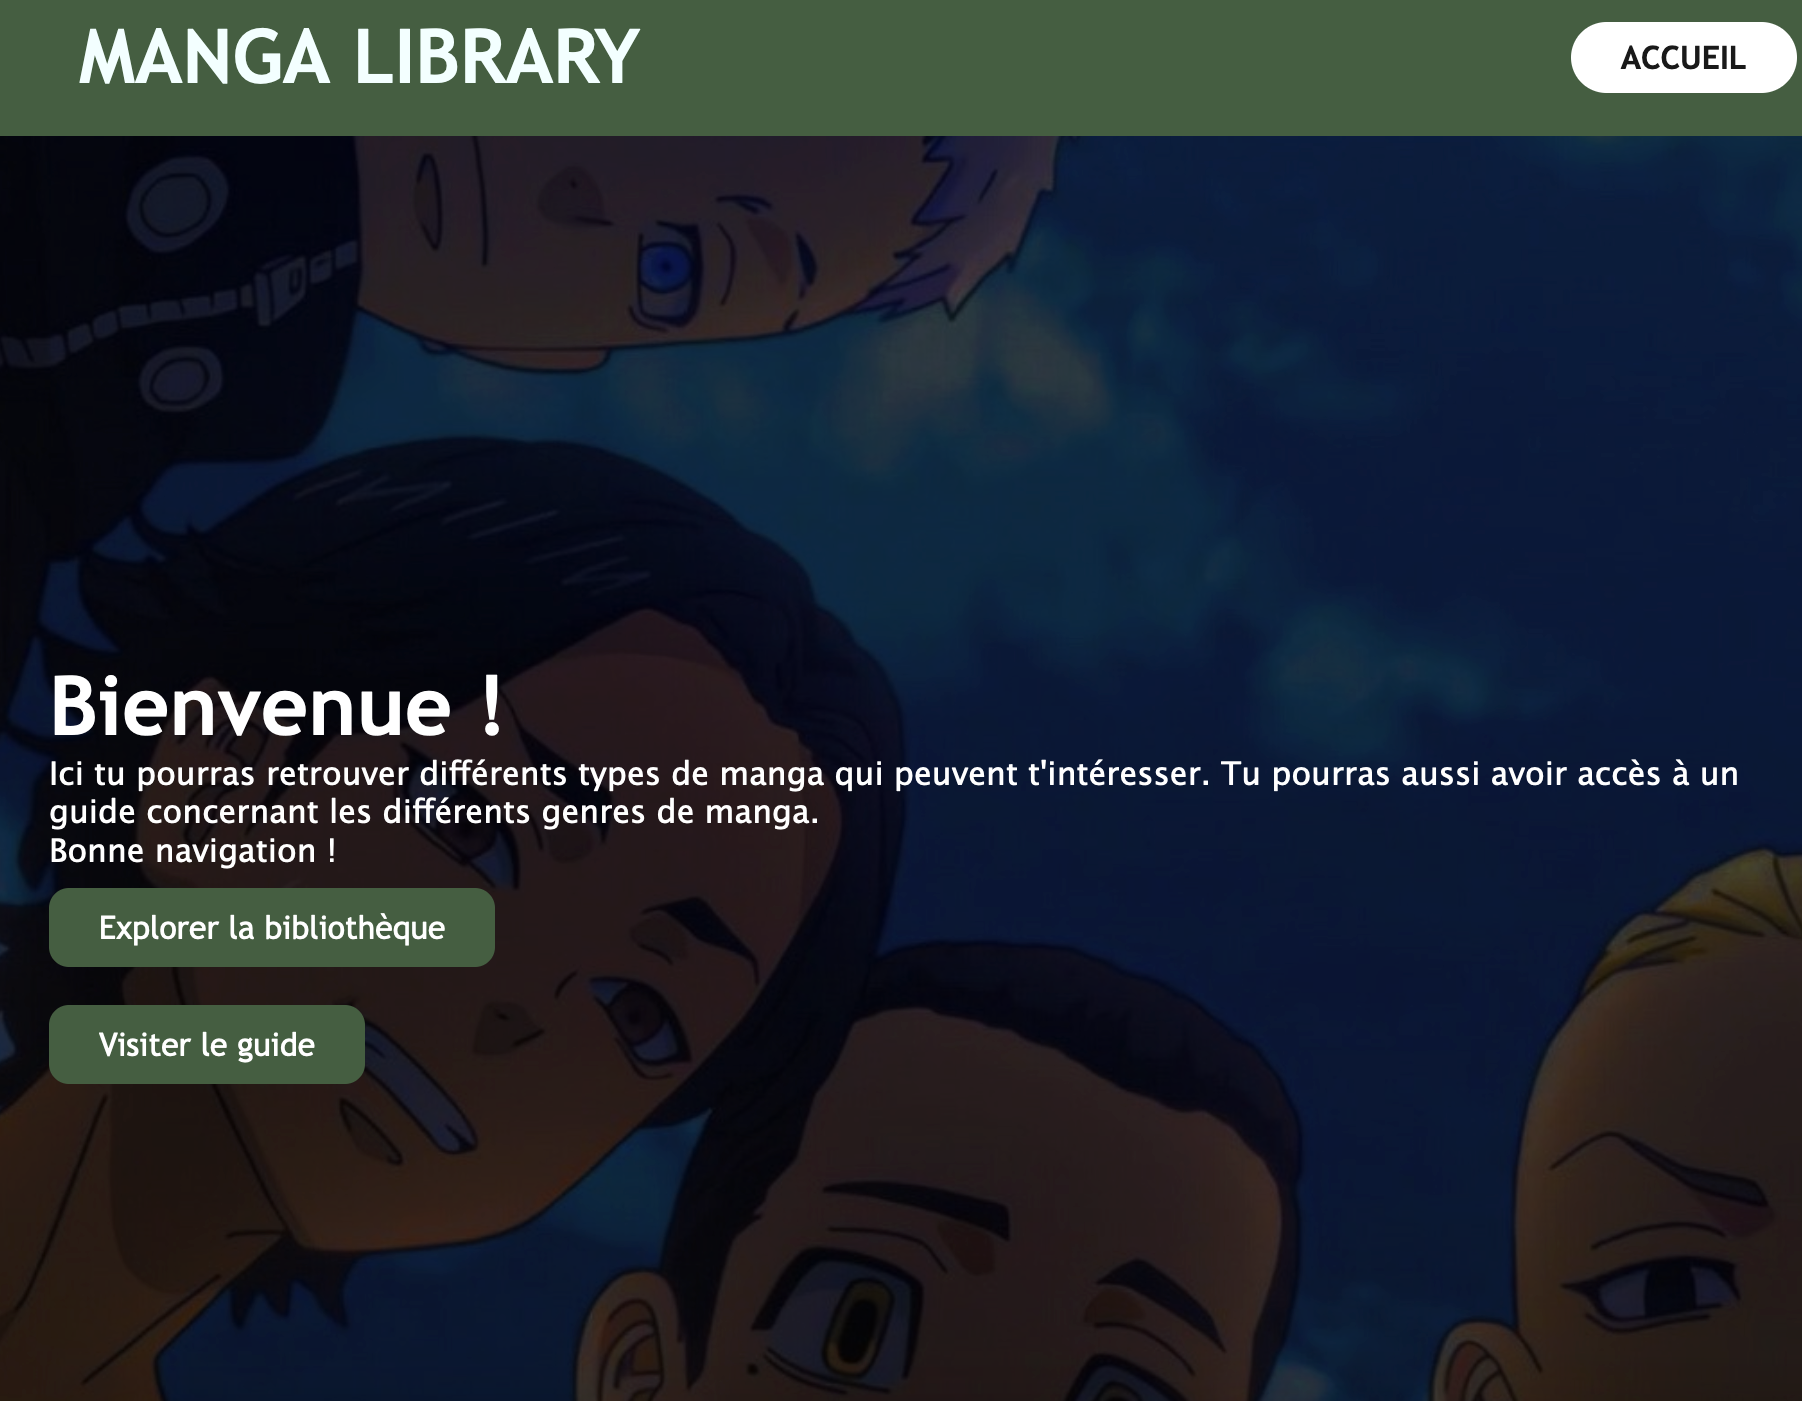 MANGA LIBRARY
ACCUEIL
Bienvenue !
Ici tu pourras retrouver différents types de manga qui peuvent t'intéresser. Tu pourras aussi avoir accès à un
guide concernant les différents genres de manga.
Bonne navigation !
Explorer la bibliothèque
Visiter le guide